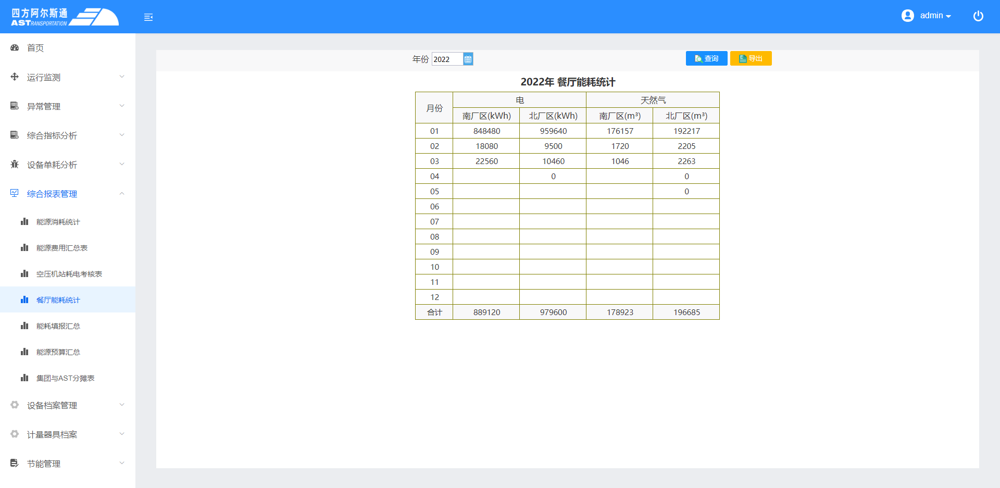 四方阿尔斯通
AST TRANSPORTATION
admin
首页
运行监测
异常管理
综合指标分析
设备单耗分析
综合报表管理
能源消耗统计
能源费用汇总表
空压机站耗电考核表
餐厅能耗统计
能耗填报汇总
能源预算汇总
集团与AST分摊表
设备档案管理
计量器具档案
节能管理
年份 2022 查询 导出
2022年 餐厅能耗统计
月份 电 天然气
南厂区(kWh) 北厂区(kWh) 南厂区(m³) 北厂区(m³)
01 848480 959640 176157 192217
02 18080 9500 1720 2205
03 22560 10460 1046 2263
04 0 0
05 0
06
07
08
09
10
11
12
合计 889120 979600 178923 196685